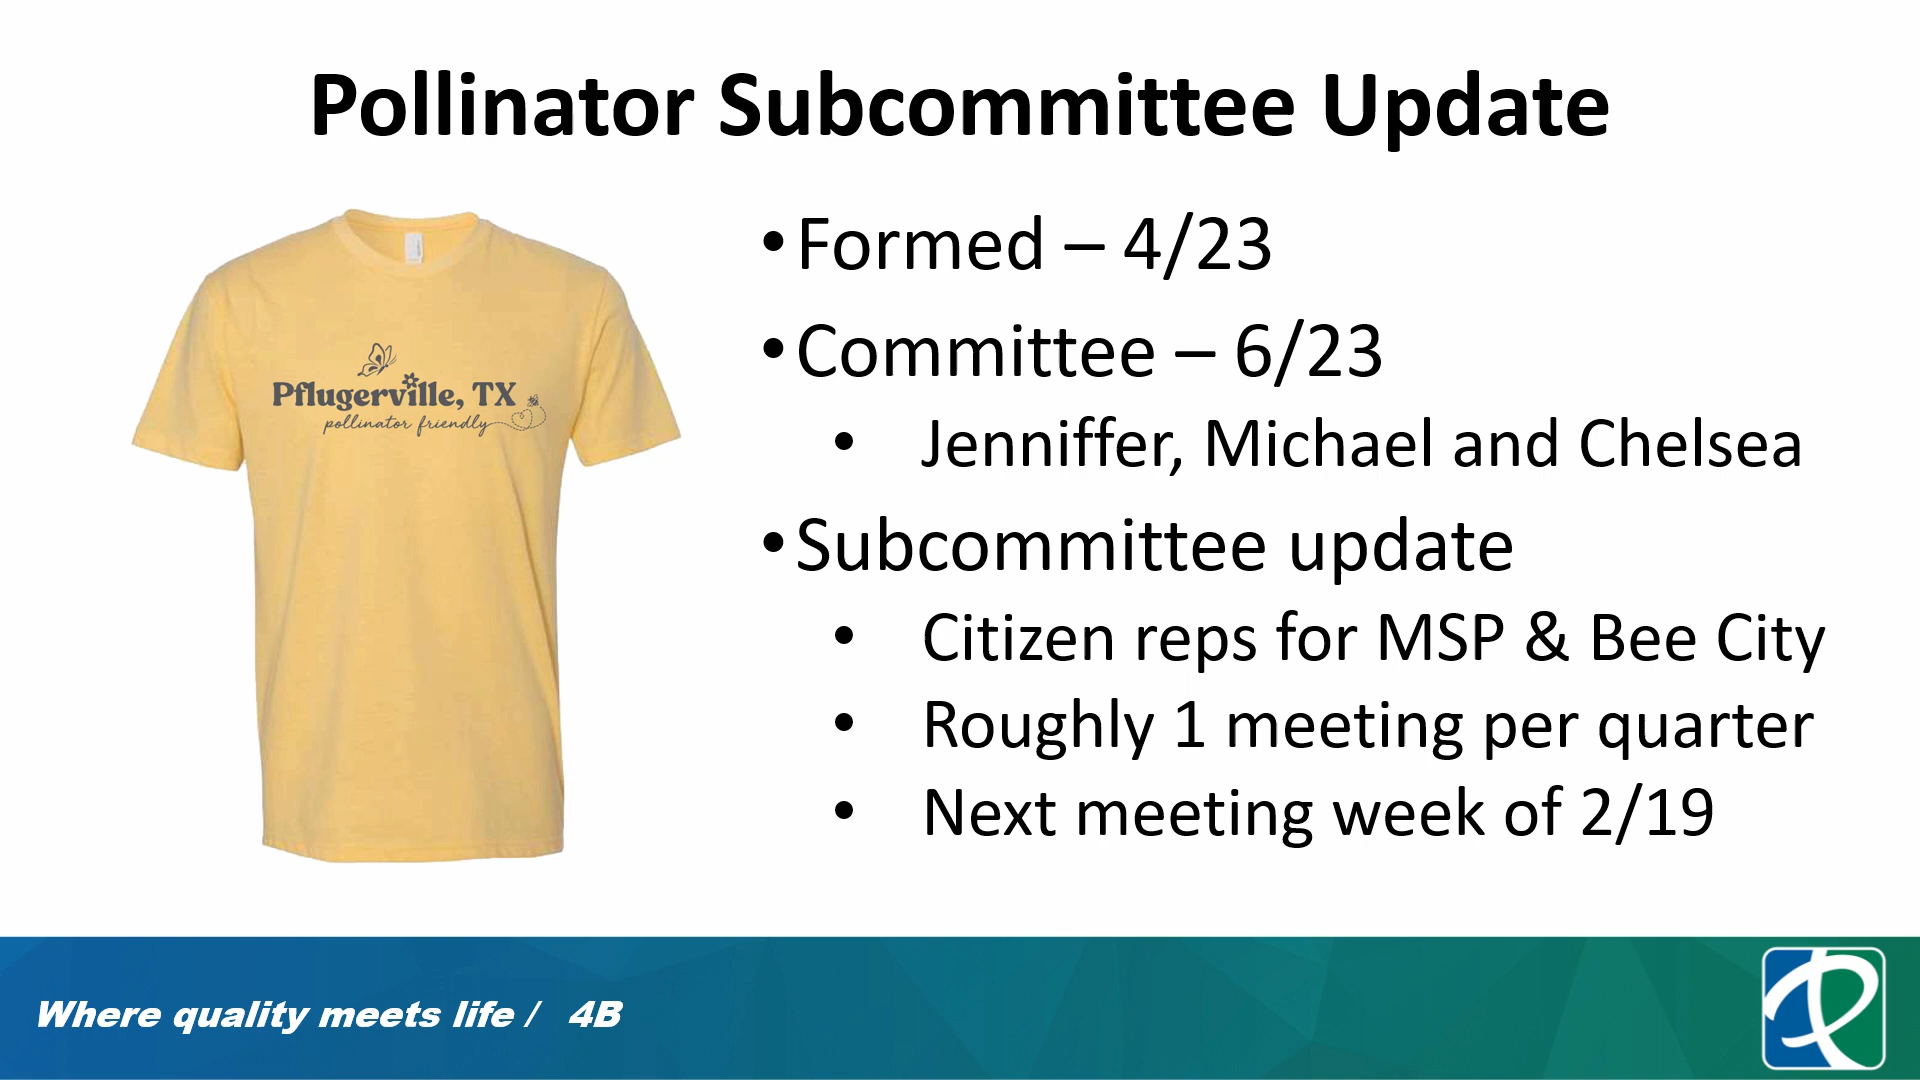 Pollinator Subcommittee Update
Pflugerville, TX
pollinator friendly
•Formed – 4/23
•Committee – 6/23
• Jenniffer, Michael and Chelsea
•Subcommittee update
• Citizen reps for MSP & Bee City
• Roughly 1 meeting per quarter
• Next meeting week of 2/19
Where quality meets life / 4B